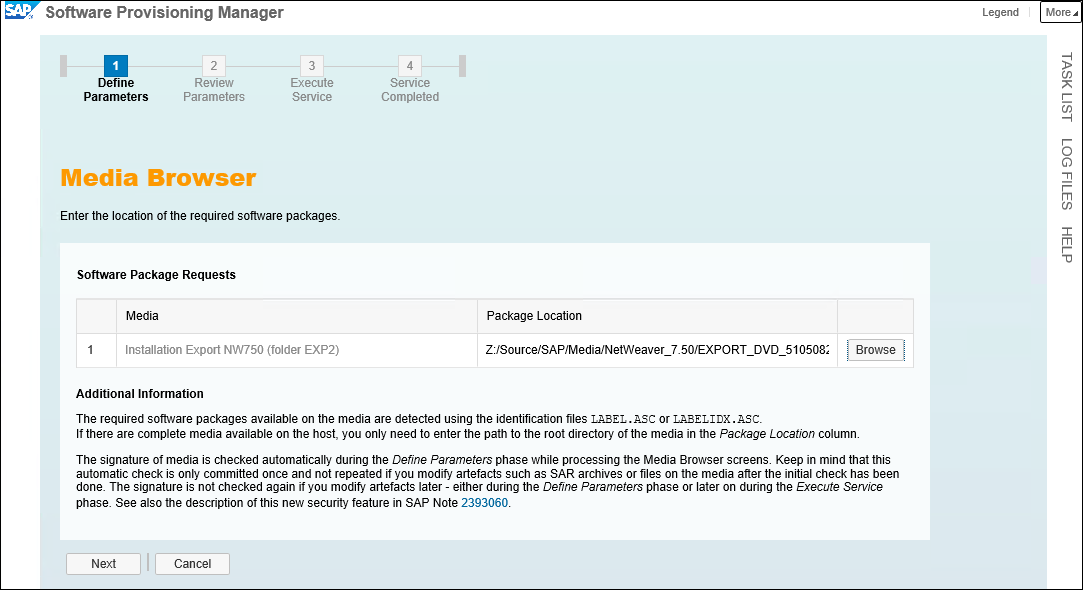 SAP Software Provisioning Manager
Legend
More
1
2
3
4
Define
Parameters
Review
Parameters
Execute
Service
Service
Completed
TASK LIST
LOG FILES
HELP
Media Browser
Enter the location of the required software packages.
Software Package Requests
Media
Package Location
1
Installation Export NW750 (folder EXP2)
Z:/Source/SAP/Media/NetWeaver_7.50/EXPORT_DVD_5105082
Browse
Additional Information
The required software packages available on the media are detected using the identification files LABEL.ASC or LABELIDX.ASC.
If there are complete media available on the host, you only need to enter the path to the root directory of the media in the Package Location column.
The signature of media is checked automatically during the Define Parameters phase while processing the Media Browser screens. Keep in mind that this
automatic check is only committed once and not repeated if you modify artefacts such as SAR archives or files on the media after the initial check has been
done. The signature is not checked again if you modify artefacts later - either during the Define Parameters phase or later on during the Execute Service
phase. See also the description of this new security feature in SAP Note 2393060.
Next
Cancel